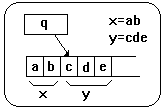 q
x=ab
y=cde
a b c d e
x y